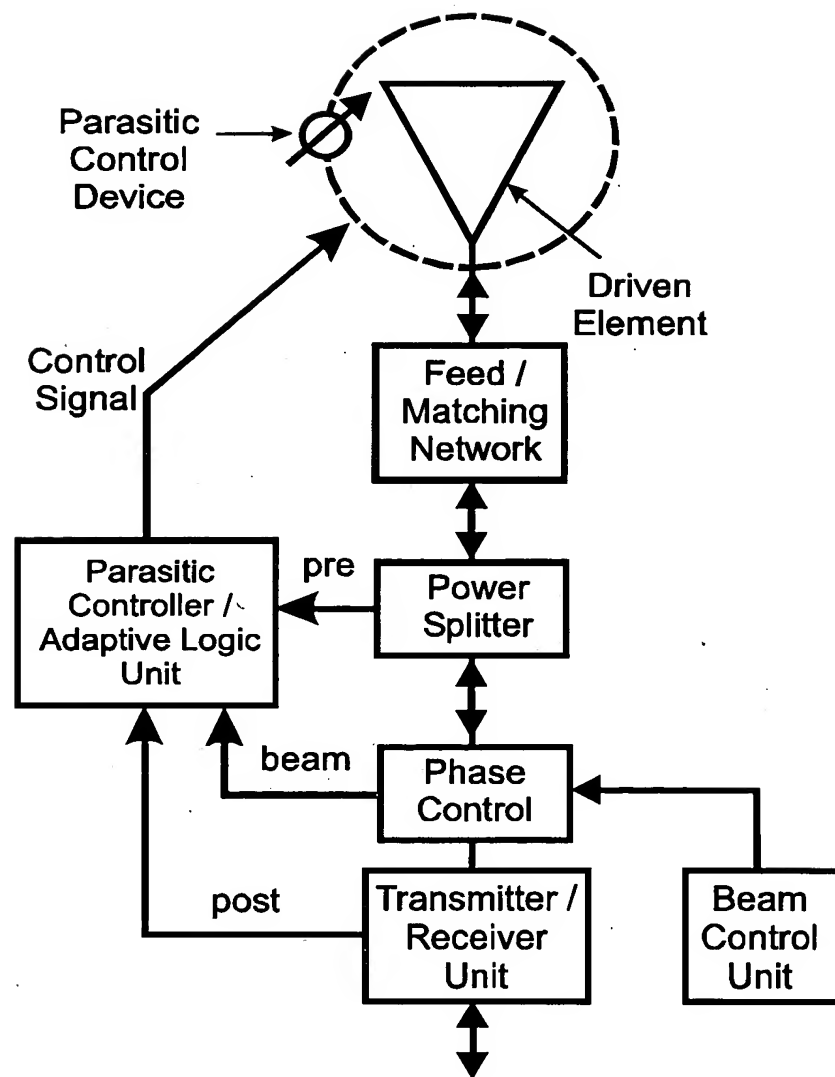 Parasitic
Control
Device
Driven
Element
Control
Signal
Feed /
Matching
Network
Parasitic
Controller /
Adaptive Logic
Unit
pre
Power
Splitter
beam
Phase
Control
post
Transmitter /
Receiver
Unit
Beam
Control
Unit